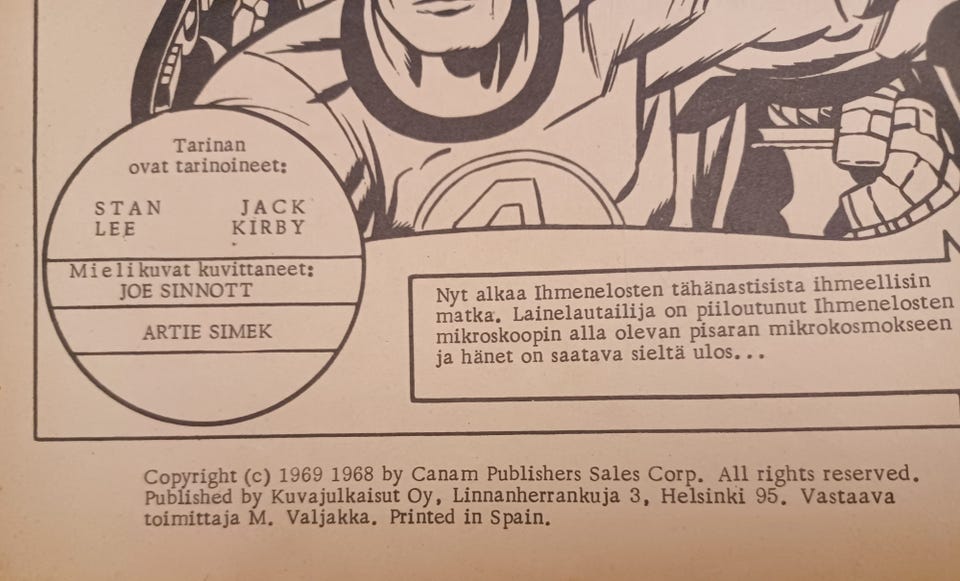 Tarinan
ovat tarinoineet:
STAN JACK
LEE KIRBY
Mielikuvat kuvittaneet:
JOE SINNOTT
ARTIE SIMEK
4
Nyt alkaa Ihmenelosten tähänastisista ihmeellisin
matka. Lainelautailija on piiloutunut Ihmenelosten
mikroskoopin alla olevan pisaran mikrokosmokseen
ja hänet on saatava sieltä ulos...
Copyright (c) 1969 1968 by Canam Publishers Sales Corp. All rights reserved.
Published by Kuvajulkaisut Oy, Linnanherrankuja 3, Helsinki 95. Vastaava
toimittaja M. Valjakka. Printed in Spain.